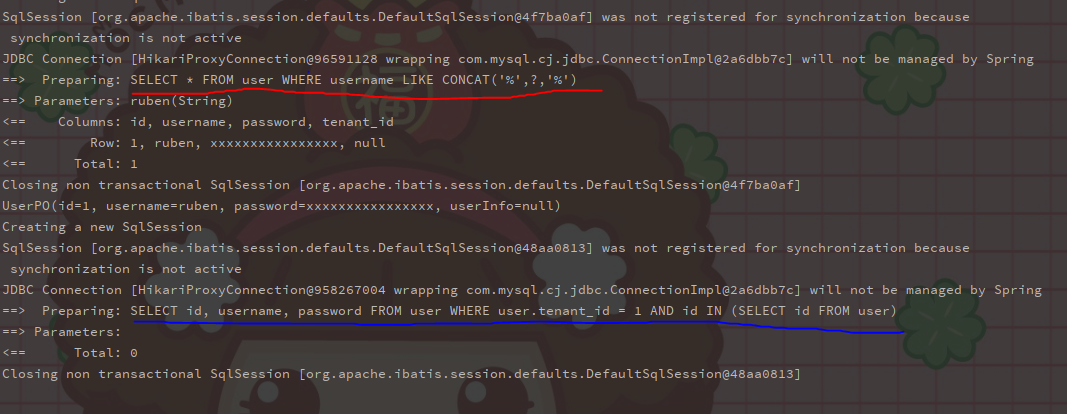 SqlSession [org.apache.ibatis.session.defaults.DefaultSqlSession@4f7ba0af] was not registered for synchronization because
synchronization is not active
JDBC Connection [HikariProxyConnection@96591128 wrapping com.mysql.cj.jdbc.ConnectionImpl@2a6dbb7c] will not be managed by Spring
==>  Preparing: SELECT * FROM user WHERE username LIKE CONCAT('%',?,'%')
==> Parameters: ruben(String)
<==    Columns: id, username, password, tenant_id
<==        Row: 1, ruben, xxxxxxxxxxxxxxxx, null
<==      Total: 1
Closing non transactional SqlSession [org.apache.ibatis.session.defaults.DefaultSqlSession@4f7ba0af]
UserPO(id=1, username=ruben, password=xxxxxxxxxxxxxxxx, userInfo=null)
Creating a new SqlSession
SqlSession [org.apache.ibatis.session.defaults.DefaultSqlSession@48aa0813] was not registered for synchronization because
synchronization is not active
JDBC Connection [HikariProxyConnection@958267004 wrapping com.mysql.cj.jdbc.ConnectionImpl@2a6dbb7c] will not be managed by Spring
==>  Preparing: SELECT id, username, password FROM user WHERE user.tenant_id = 1 AND id IN (SELECT id FROM user)
==> Parameters:
<==      Total: 0
Closing non transactional SqlSession [org.apache.ibatis.session.defaults.DefaultSqlSession@48aa0813]
福